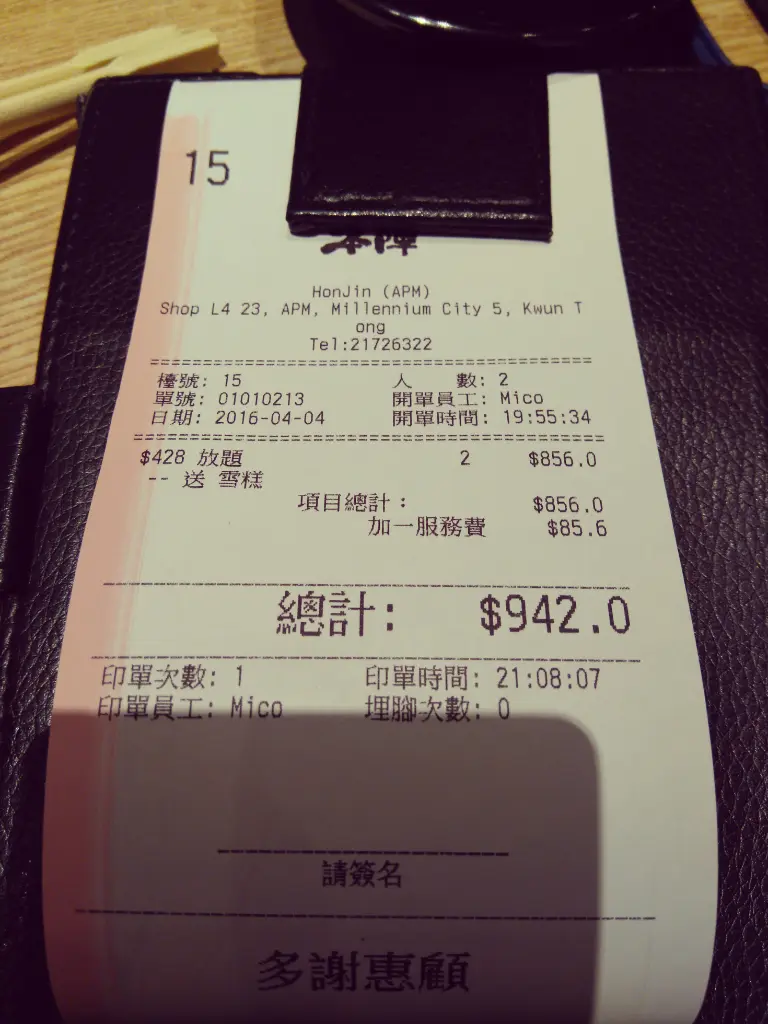 15
本陣
HonJin (APM)
Shop L4 23, APM, Millennium City 5, Kwun T
ong
Tel:21726322
檯號: 15 人 數: 2
單號: 01010213 開單員工: Mico
日期: 2016-04-04 開單時間: 19:55:34
$428 放題 2 $856.0
-- 送 雪糕
項目總計: $856.0
加一服務費 $85.6
總計: $942.0
印單次數: 1 印單時間: 21:08:07
印單員工: Mico 埋腳次數: 0
請簽名
多謝惠顧